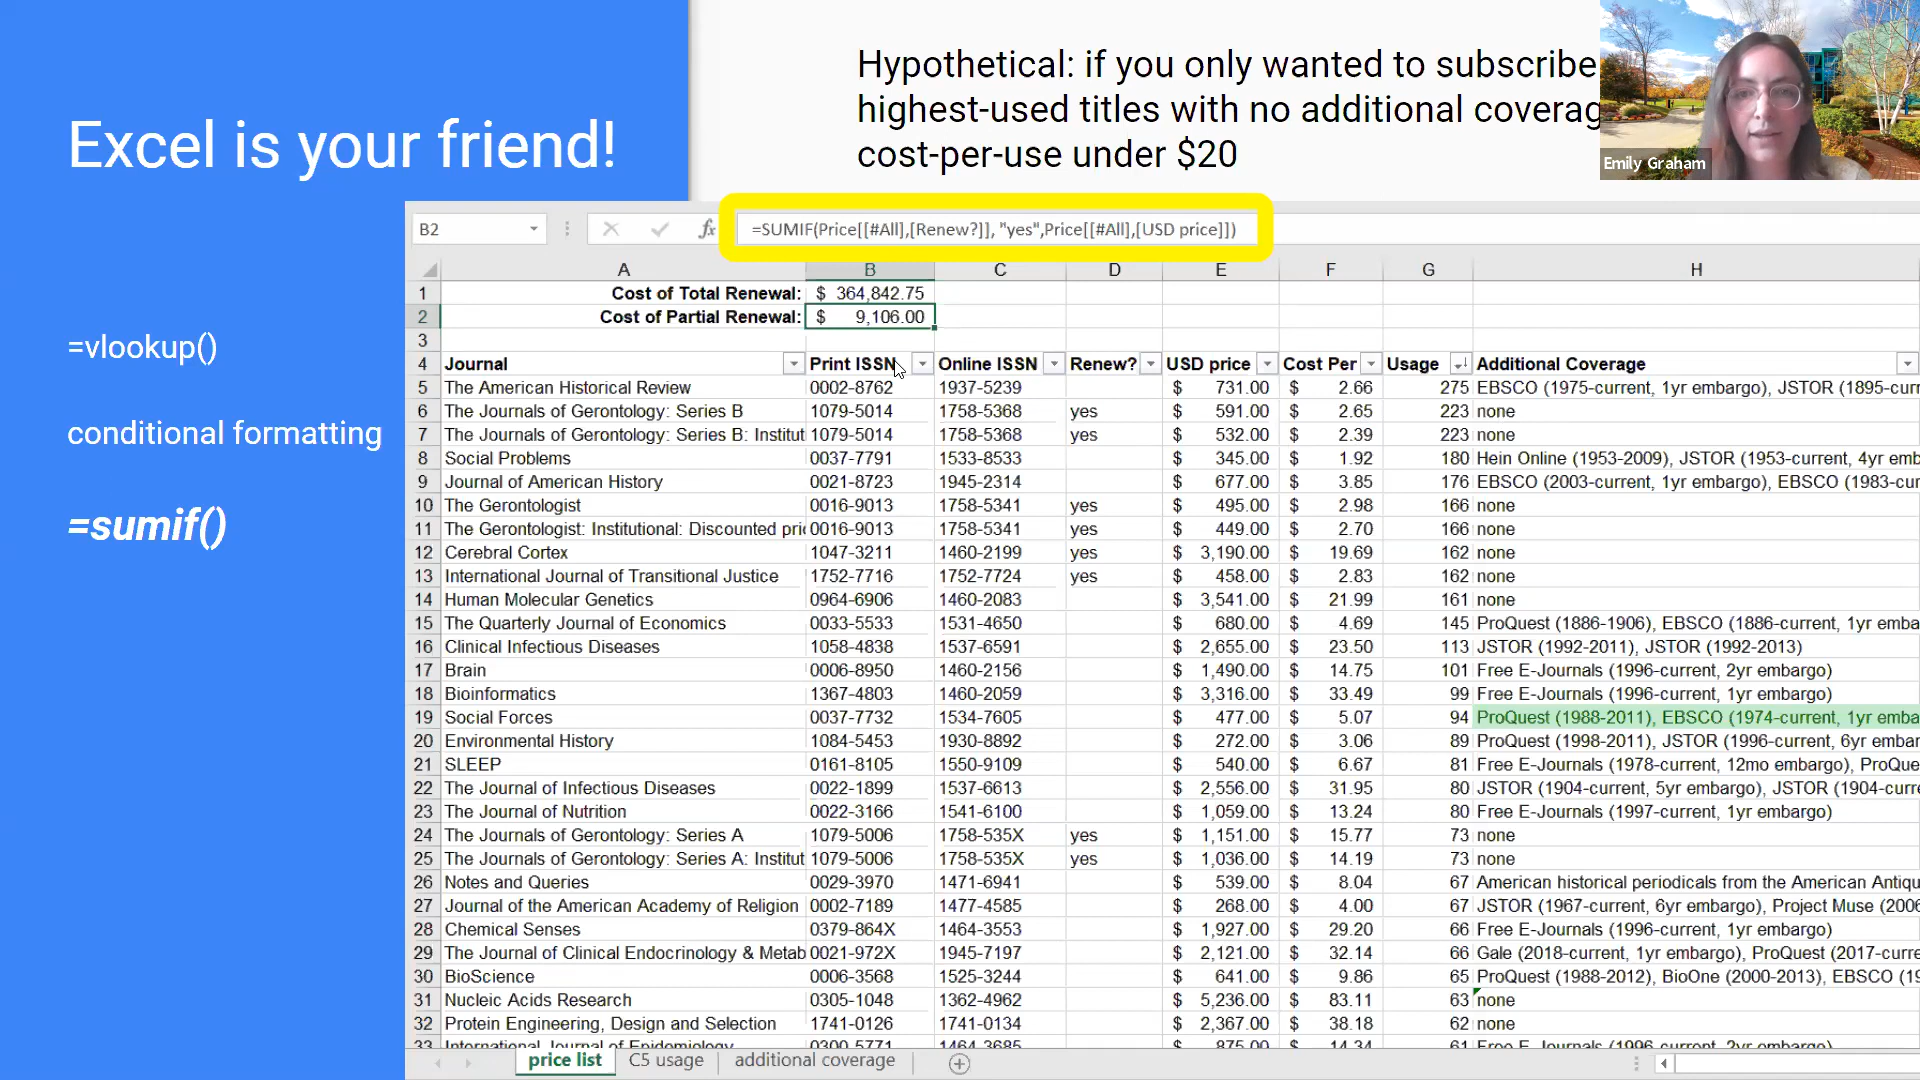 Excel is your friend!
=vlookup()
conditional formatting
=sumif()
Hypothetical: if you only wanted to subscribe
highest-used titles with no additional coverag
cost-per-use under $20
Emily Graham
B2 fx =SUMIF(Price[[#All],[Renew?]], "yes",Price[[#All],[USD price]])
A B C D E F G H
1 Cost of Total Renewal: $ 364,842.75
2 Cost of Partial Renewal: $ 9,106.00
3
4 Journal Print ISSN Online ISSN Renew? USD price Cost Per Usage Additional Coverage
5 The American Historical Review 0002-8762 1937-5239 $ 731.00 $ 2.66 275 EBSCO (1975-current, 1yr embargo), JSTOR (1895-cur
6 The Journals of Gerontology: Series B 1079-5014 1758-5368 yes $ 591.00 $ 2.65 223 none
7 The Journals of Gerontology: Series B: Institut 1079-5014 1758-5368 yes $ 532.00 $ 2.39 223 none
8 Social Problems 0037-7791 1533-8533 $ 345.00 $ 1.92 180 Hein Online (1953-2009), JSTOR (1953-current, 4yr emb
9 Journal of American History 0021-8723 1945-2314 $ 677.00 $ 3.85 176 EBSCO (2003-current, 1yr embargo), EBSCO (1983-cur
10 The Gerontologist 0016-9013 1758-5341 yes $ 495.00 $ 2.98 166 none
11 The Gerontologist: Institutional: Discounted pric 0016-9013 1758-5341 yes $ 449.00 $ 2.70 166 none
12 Cerebral Cortex 1047-3211 1460-2199 yes $ 3,190.00 $ 19.69 162 none
13 International Journal of Transitional Justice 1752-7716 1752-7724 yes $ 458.00 $ 2.83 162 none
14 Human Molecular Genetics 0964-6906 1460-2083 $ 3,541.00 $ 21.99 161 none
15 The Quarterly Journal of Economics 0033-5533 1531-4650 $ 680.00 $ 4.69 145 ProQuest (1886-1906), EBSCO (1886-current, 1yr emba
16 Clinical Infectious Diseases 1058-4838 1537-6591 $ 2,655.00 $ 23.50 113 JSTOR (1992-2011), JSTOR (1992-2013)
17 Brain 0006-8950 1460-2156 $ 1,490.00 $ 14.75 101 Free E-Journals (1996-current, 2yr embargo)
18 Bioinformatics 1367-4803 1460-2059 $ 3,316.00 $ 33.49 99 Free E-Journals (1996-current, 1yr embargo)
19 Social Forces 0037-7732 1534-7605 $ 477.00 $ 5.07 94 ProQuest (1988-2011), EBSCO (1974-current, 1yr emba
20 Environmental History 1084-5453 1930-8892 $ 272.00 $ 3.06 89 ProQuest (1998-2011), JSTOR (1996-current, 6yr embar
21 SLEEP 0161-8105 1550-9109 $ 540.00 $ 6.67 81 Free E-Journals (1978-current, 12mo embargo), ProQue
22 The Journal of Infectious Diseases 0022-1899 1537-6613 $ 2,556.00 $ 31.95 80 JSTOR (1904-current, 5yr embargo), JSTOR (1904-curre
23 The Journal of Nutrition 0022-3166 1541-6100 $ 1,059.00 $ 13.24 80 Free E-Journals (1997-current, 1yr embargo)
24 The Journals of Gerontology: Series A 1079-5006 1758-535X yes $ 1,151.00 $ 15.77 73 none
25 The Journals of Gerontology: Series A: Institut 1079-5006 1758-535X yes $ 1,036.00 $ 14.19 73 none
26 Notes and Queries 0029-3970 1471-6941 $ 539.00 $ 8.04 67 American historical periodicals from the American Antiqu
27 Journal of the American Academy of Religion 0002-7189 1477-4585 $ 268.00 $ 4.00 67 JSTOR (1967-current, 6yr embargo), Project Muse (2006
28 Chemical Senses 0379-864X 1464-3553 $ 1,927.00 $ 29.20 66 Free E-Journals (1996-current, 1yr embargo)
29 The Journal of Clinical Endocrinology & Metab 0021-972X 1945-7197 $ 2,121.00 $ 32.14 66 Gale (2018-current, 1yr embargo), ProQuest (2017-curre
30 BioScience 0006-3568 1525-3244 $ 641.00 $ 9.86 65 ProQuest (1988-2012), BioOne (2000-2013), EBSCO (19
31 Nucleic Acids Research 0305-1048 1362-4962 $ 5,236.00 $ 83.11 63 none
32 Protein Engineering, Design and Selection 1741-0126 1741-0134 $ 2,367.00 $ 38.18 62 none
33 International Journal of Epidemiology 0300-5771 1464-3685 $ 875.00 $ 14.34 61 Free E-Journals (1996-current, 2yr embargo)
price list C5 usage additional coverage